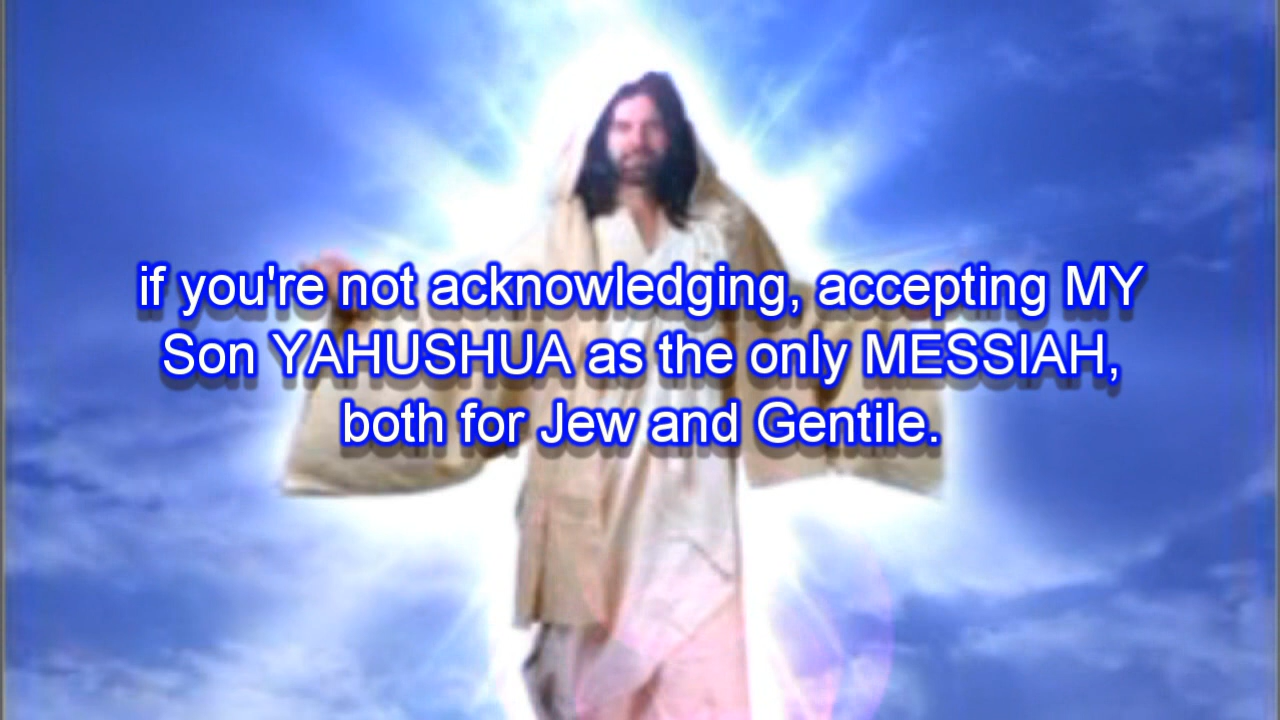 if you're not acknowledging, accepting MY
Son YAHUSHUA as the only MESSIAH,
both for Jew and Gentile.